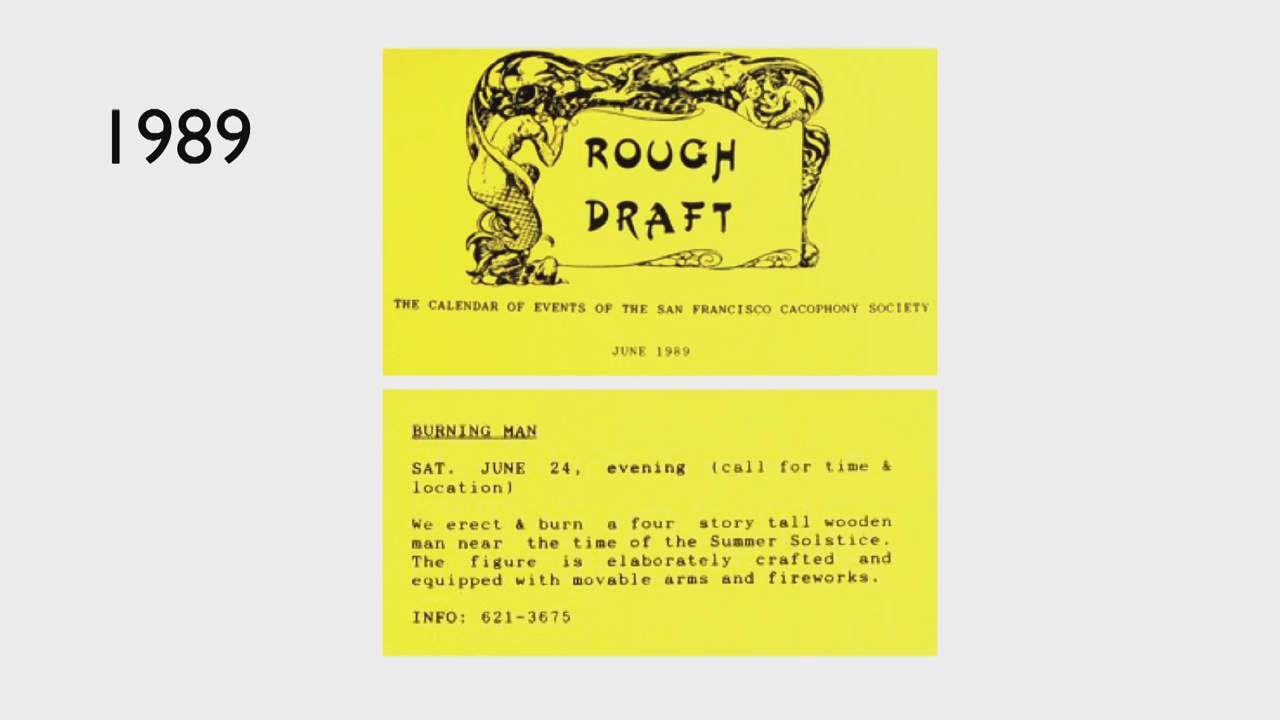 1989
ROUGH
DRAFT
THE CALENDAR OF EVENTS OF THE SAN FRANCISCO CACOPHONY SOCIETY
JUNE 1989
BURNING MAN
SAT. JUNE 24, evening (call for time &
location)
We erect & burn a four story tall wooden
man near the time of the Summer Solstice.
The figure is elaborately crafted and
equipped with movable arms and fireworks.
INFO: 621-3675